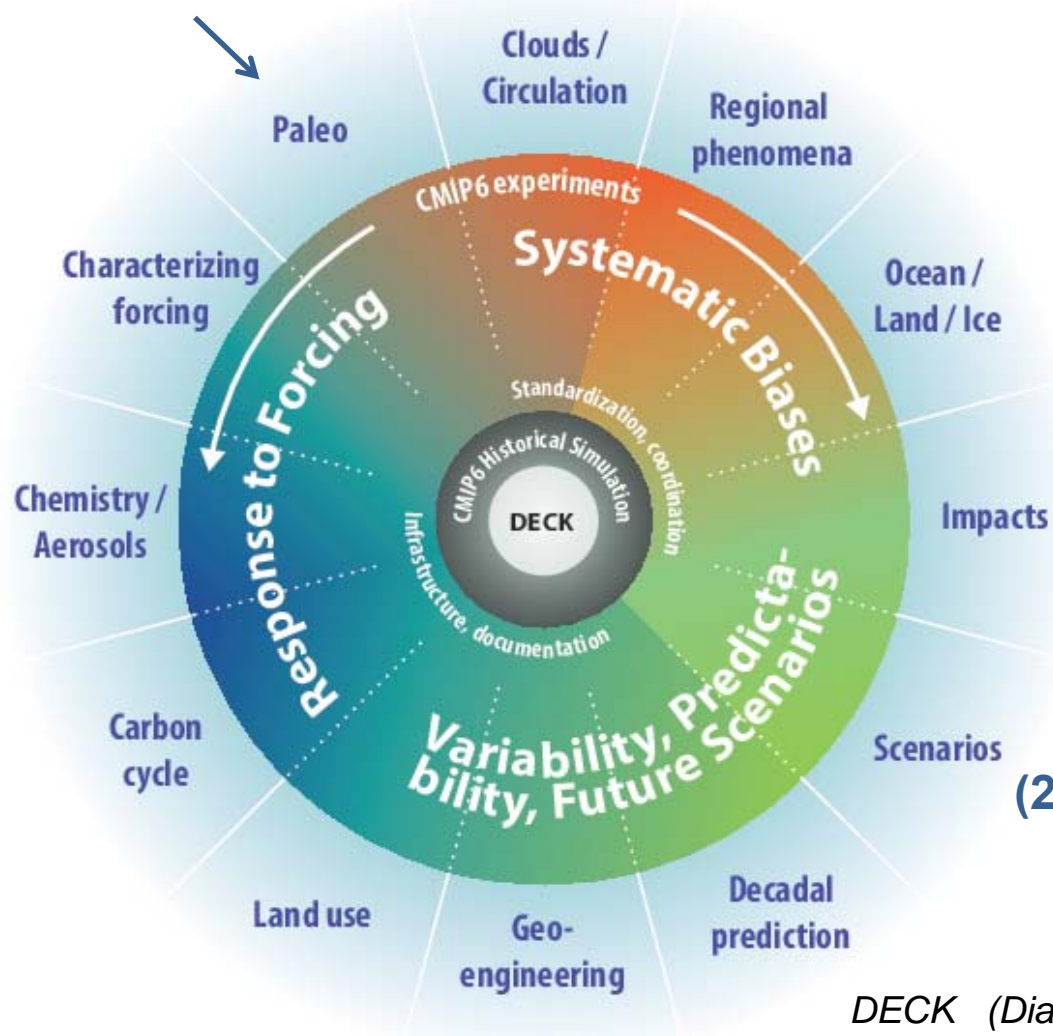 Clouds /
Circulation
Regional
phenomena
Ocean /
Land / Ice
Impacts
Scenarios
(2
Decadal
prediction
Geo-
engineering
Land use
Carbon
cycle
Chemistry /
Aerosols
Characterizing
forcing
Paleo
CMIP6 experiments
Systematic Biases
Variability, Predicta-
bility, Future Scenarios
Response to Forcing
Standardization, coordination
Infrastructure, documentation
CMIP6 Historical Simulation
DECK
DECK (Dia